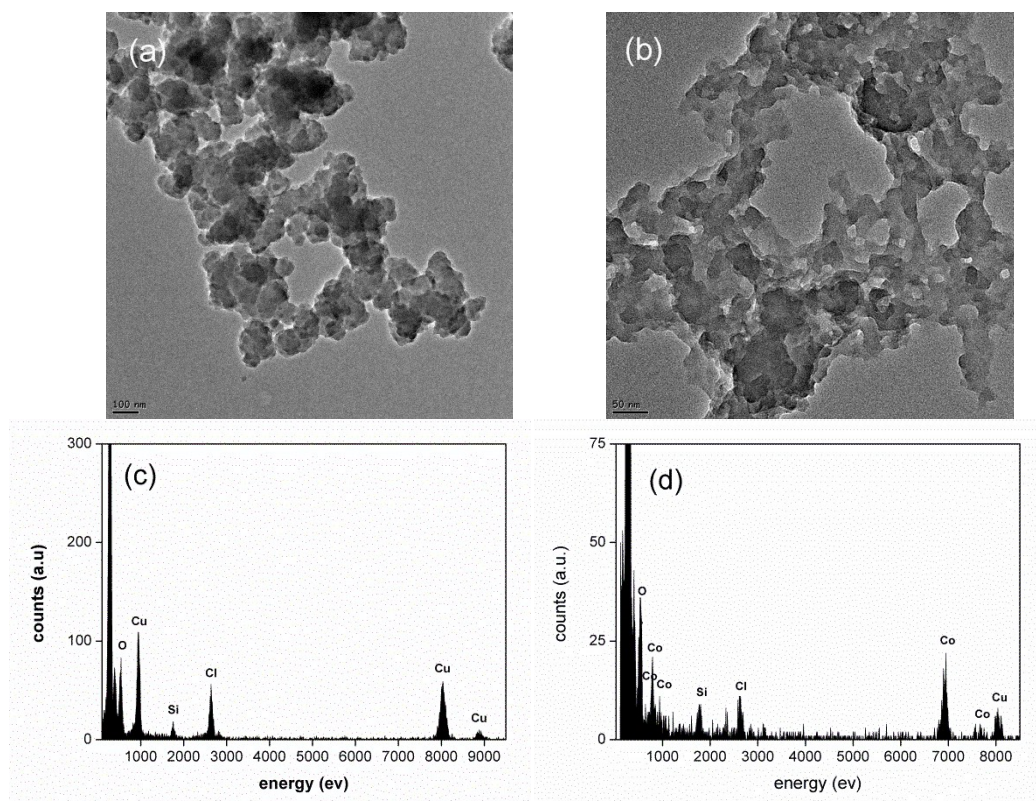 (a)
100 nm
(b)
50 nm
(c)
300
200
100
0
counts (a.u)
O
Cu
Si
Cl
Cu
Cu
1000 2000 3000 4000 5000 6000 7000 8000 9000
energy (ev)
(d)
75
50
25
0
counts (a.u.)
O
Co
Co
Co
Si
Cl
Co
Co
Cu
1000 2000 3000 4000 5000 6000 7000 8000
energy (ev)